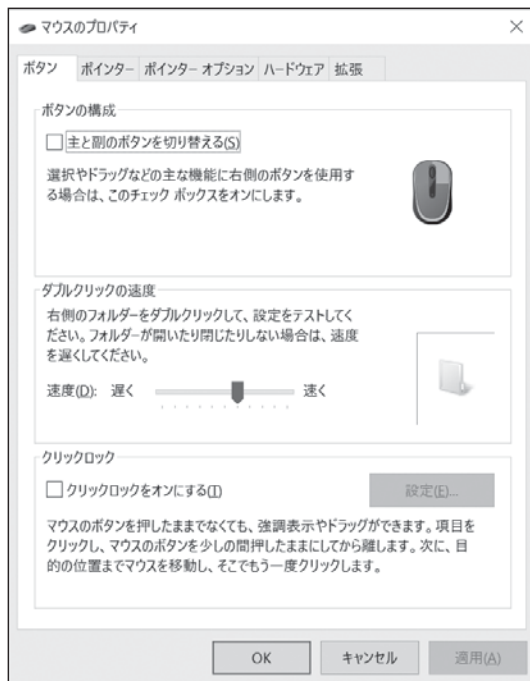 マウスのプロパティ
ボタン ポインター ポインター オプション ハードウェア 拡張
ボタンの構成
主と副のボタンを切り替える(S)
選択やドラッグなどの主な機能に右側のボタンを使用す
る場合は、このチェック ボックスをオンにします。
ダブルクリックの速度
右側のフォルダーをダブルクリックして、設定をテストしてく
ださい。フォルダーが開いたり閉じたりしない場合は、速度
を遅くしてください。
速度(D): 遅く 速く
クリックロック
クリックロックをオンにする(T)
設定(E)...
マウスのボタンを押したままでなくても、強調表示やドラッグができます。項目を
クリックし、マウスのボタンを少しの間押したままにしてから離します。次に、目
的の位置までマウスを移動し、そこでもう一度クリックします。
OK キャンセル 適用(A)